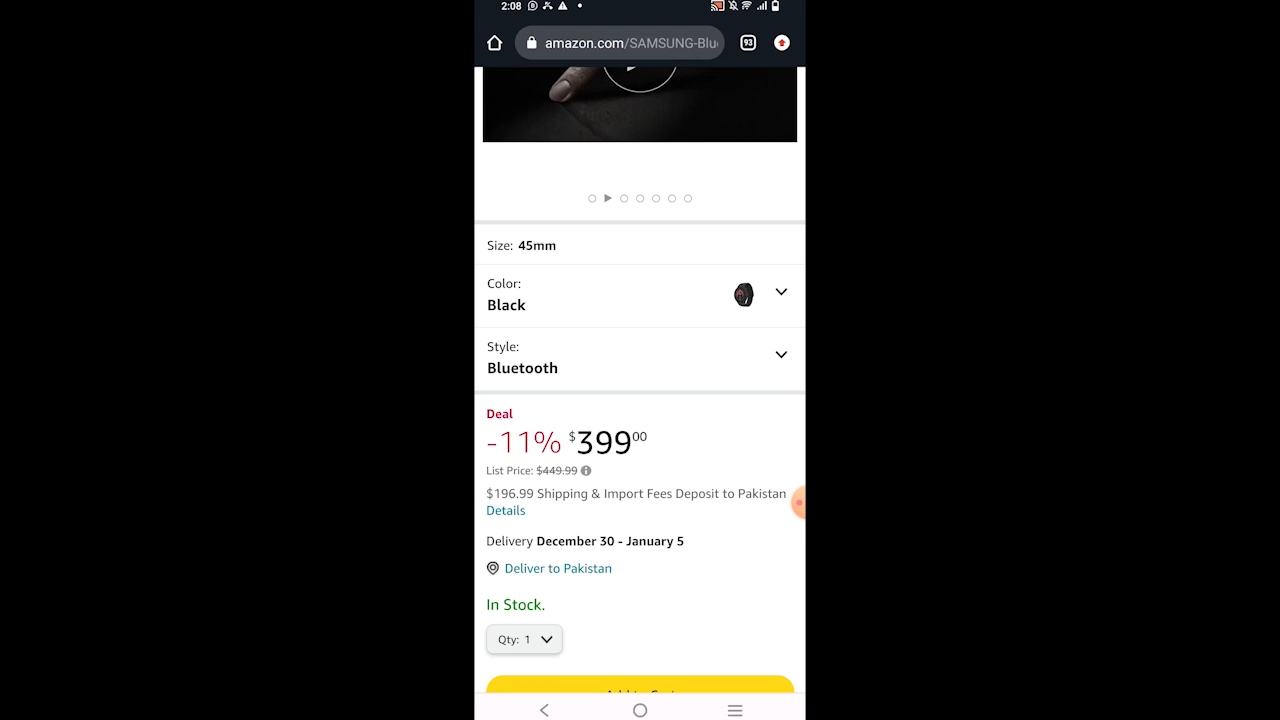 2:08
amazon.com/SAMSUNG-Blu
93
Size: 45mm
Color:
Black
Style:
Bluetooth
Deal
-11% $39900
List Price: $449.99
$196.99 Shipping & Import Fees Deposit to Pakistan
Details
Delivery December 30 - January 5
Deliver to Pakistan
In Stock.
Qty: 1